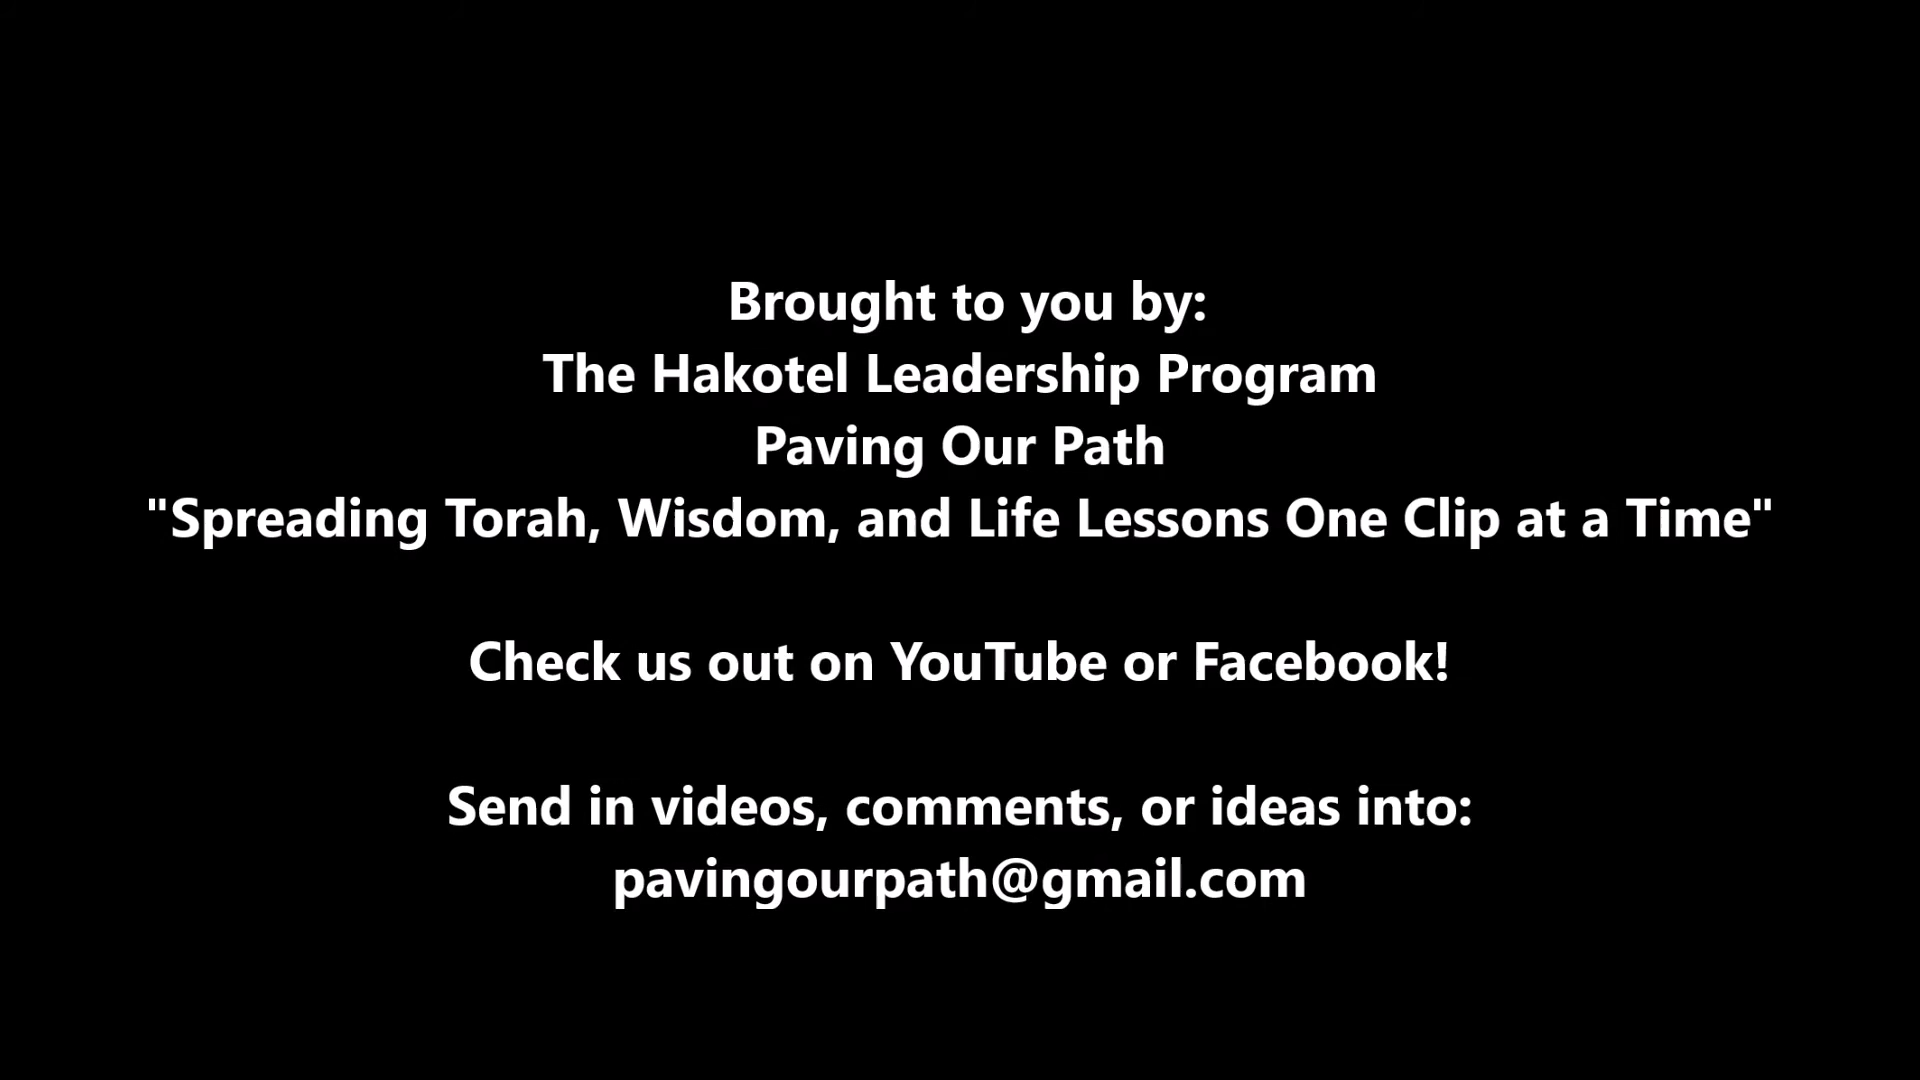 Brought to you by:
The Hakotel Leadership Program
Paving Our Path
"Spreading Torah, Wisdom, and Life Lessons One Clip at a Time"
Check us out on YouTube or Facebook!
Send in videos, comments, or ideas into:
pavingourpath@gmail.com